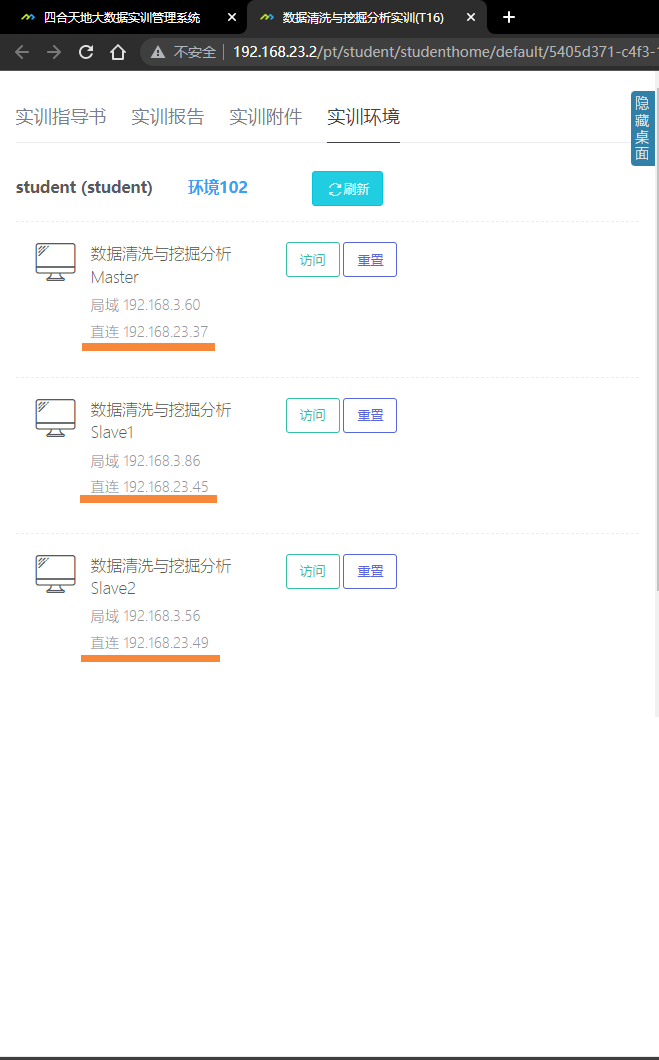 四合天地大数据实训管理系统
数据清洗与挖掘分析实训(T16)
不安全 192.168.23.2/pt/student/studenthome/default/5405d371-c4f3-
隐藏桌面
实训指导书 实训报告 实训附件 实训环境
student (student) 环境102 刷新
数据清洗与挖掘分析
Master
访问 重置
局域 192.168.3.60
直连 192.168.23.37
数据清洗与挖掘分析
Slave1
访问 重置
局域 192.168.3.86
直连 192.168.23.45
数据清洗与挖掘分析
Slave2
访问 重置
局域 192.168.3.56
直连 192.168.23.49